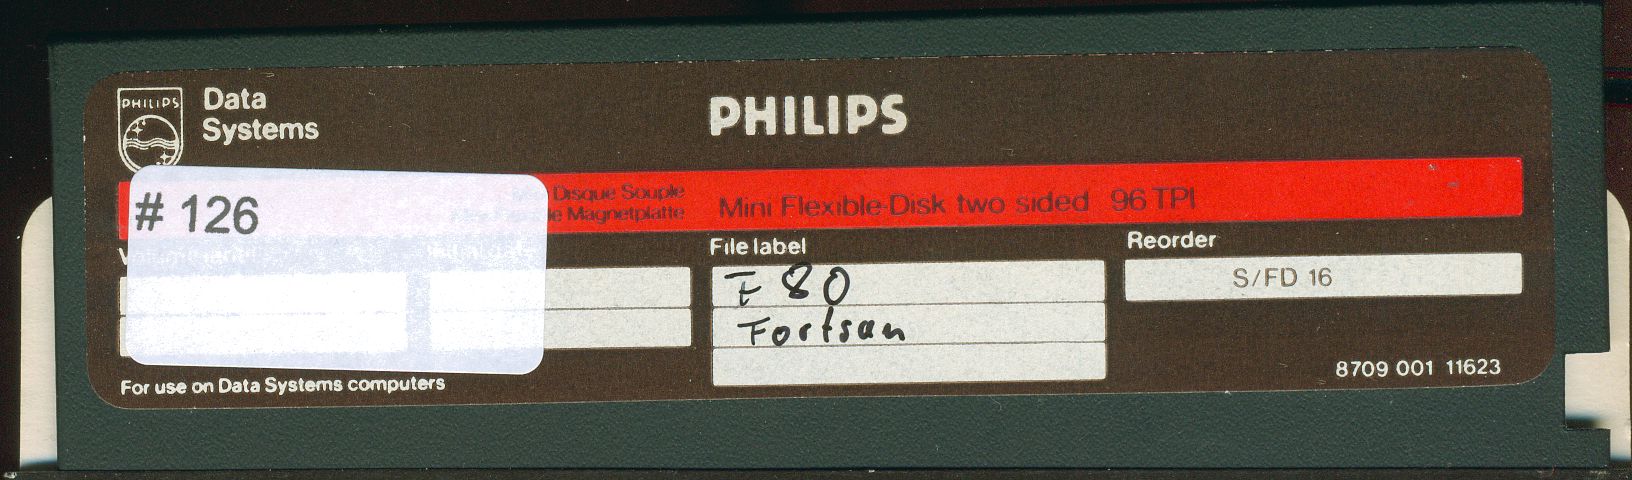 PHILIPS
Data
Systems
PHILIPS
# 126
Disque Souple
Magnetplatte
Mini Flexible-Disk two sided 96 TPI
File label
F 80
Fortran
Reorder
S/FD 16
For use on Data Systems computers
8709 001 11623